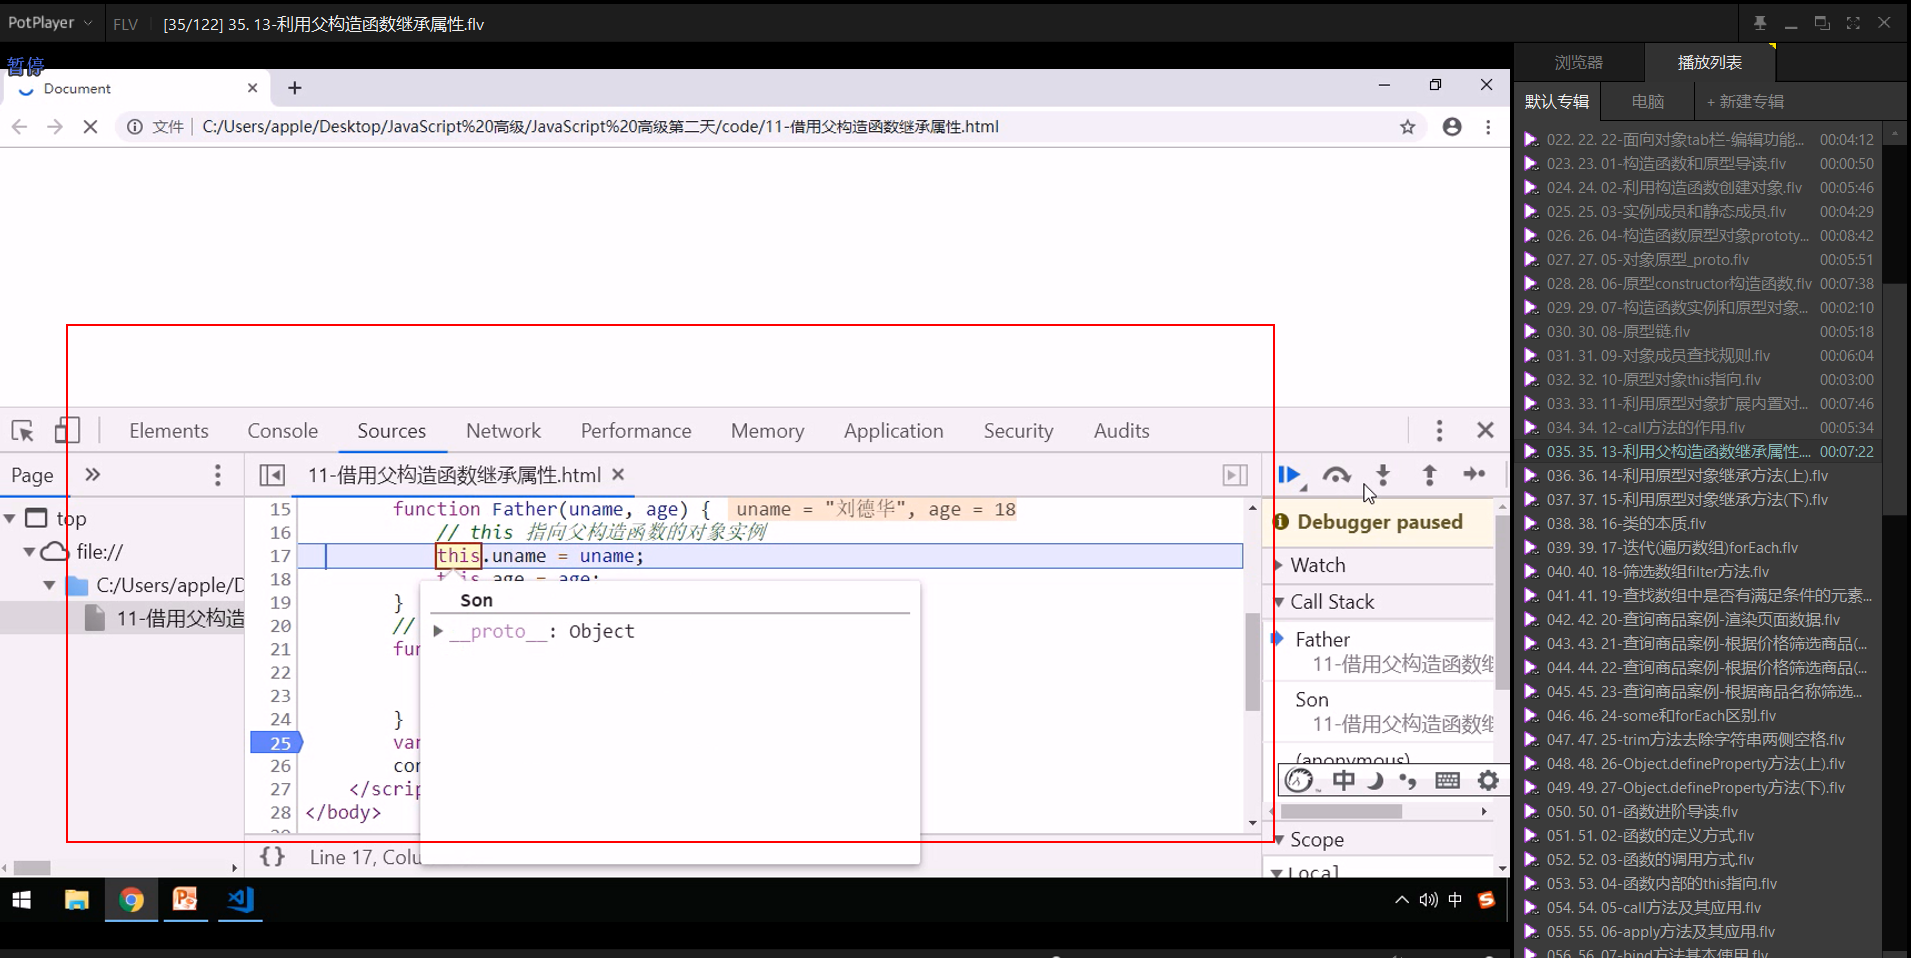 PotPlayer
FLV
[35/122] 35. 13-利用父构造函数继承属性.flv
暂停
Document
文件
C:/Users/apple/Desktop/JavaScript%20高级/JavaScript%20高级第二天/code/11-借用父构造函数继承属性.html
Elements
Console
Sources
Network
Performance
Memory
Application
Security
Audits
Page
11-借用父构造函数继承属性.html
top
file://
C:/Users/apple/D
11-借用父构造
15 function Father(uname, age) { uname = "刘德华", age = 18
16 // this 指向父构造函数的对象实例
17 this.uname = uname;
18 this.age = age;
19 }
20 //
21 fun
22
23
24 }
25 var
26 con
27 </scrip
28 </body>
Son
__proto__: Object
{} Line 17, Colu
Debugger paused
Watch
Call Stack
Father
11-借用父构造函数继
Son
11-借用父构造函数继
(anonymous)
中
Scope
Local
中
浏览器
播放列表
默认专辑
电脑
+ 新建专辑
022. 22. 22-面向对象tab栏-编辑功能... 00:04:12
023. 23. 01-构造函数和原型导读.flv 00:00:50
024. 24. 02-利用构造函数创建对象.flv 00:05:46
025. 25. 03-实例成员和静态成员.flv 00:04:29
026. 26. 04-构造函数原型对象prototy... 00:08:42
027. 27. 05-对象原型_proto.flv 00:05:51
028. 28. 06-原型constructor构造函数.flv 00:07:38
029. 29. 07-构造函数实例和原型对象... 00:02:10
030. 30. 08-原型链.flv 00:05:18
031. 31. 09-对象成员查找规则.flv 00:06:04
032. 32. 10-原型对象this指向.flv 00:03:00
033. 33. 11-利用原型对象扩展内置对... 00:07:46
034. 34. 12-call方法的作用.flv 00:05:34
035. 35. 13-利用父构造函数继承属性.... 00:07:22
036. 36. 14-利用原型对象继承方法(上).flv
037. 37. 15-利用原型对象继承方法(下).flv
038. 38. 16-类的本质.flv
039. 39. 17-迭代(遍历数组)forEach.flv
040. 40. 18-筛选数组filter方法.flv
041. 41. 19-查找数组中是否有满足条件的元素...
042. 42. 20-查询商品案例-渲染页面数据.flv
043. 43. 21-查询商品案例-根据价格筛选商品(...
044. 44. 22-查询商品案例-根据价格筛选商品(...
045. 45. 23-查询商品案例-根据商品名称筛选...
046. 46. 24-some和forEach区别.flv
047. 47. 25-trim方法去除字符串两侧空格.flv
048. 48. 26-Object.defineProperty方法(上).flv
049. 49. 27-Object.defineProperty方法(下).flv
050. 50. 01-函数进阶导读.flv
051. 51. 02-函数的定义方式.flv
052. 52. 03-函数的调用方式.flv
053. 53. 04-函数内部的this指向.flv
054. 54. 05-call方法及其应用.flv
055. 55. 06-apply方法及其应用.flv
056. 56. 07-bind方法基本使用.flv